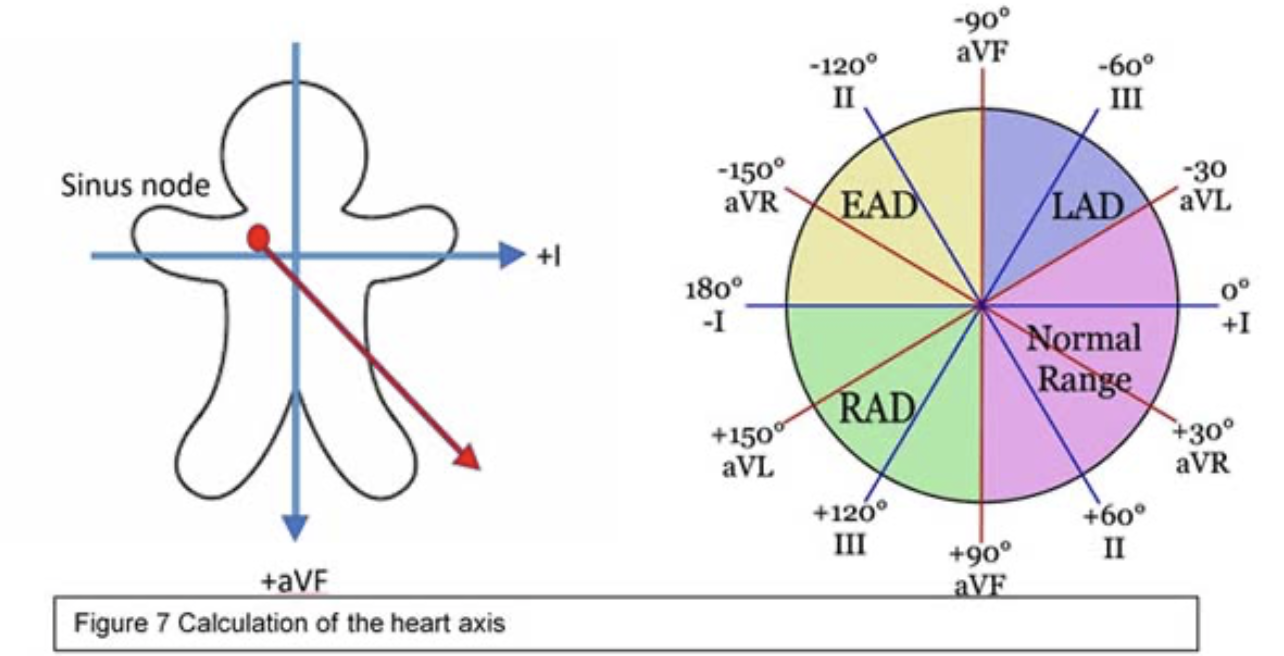 Sinus node
+I
+aVF
-90°
aVF
-120°
II
-60°
III
-150°
aVR
-30
aVL
EAD
LAD
180°
-I
0°
+I
Normal
Range
RAD
+150°
aVL
+30°
aVR
+120°
III
+60°
II
+90°
aVF
Figure 7 Calculation of the heart axis